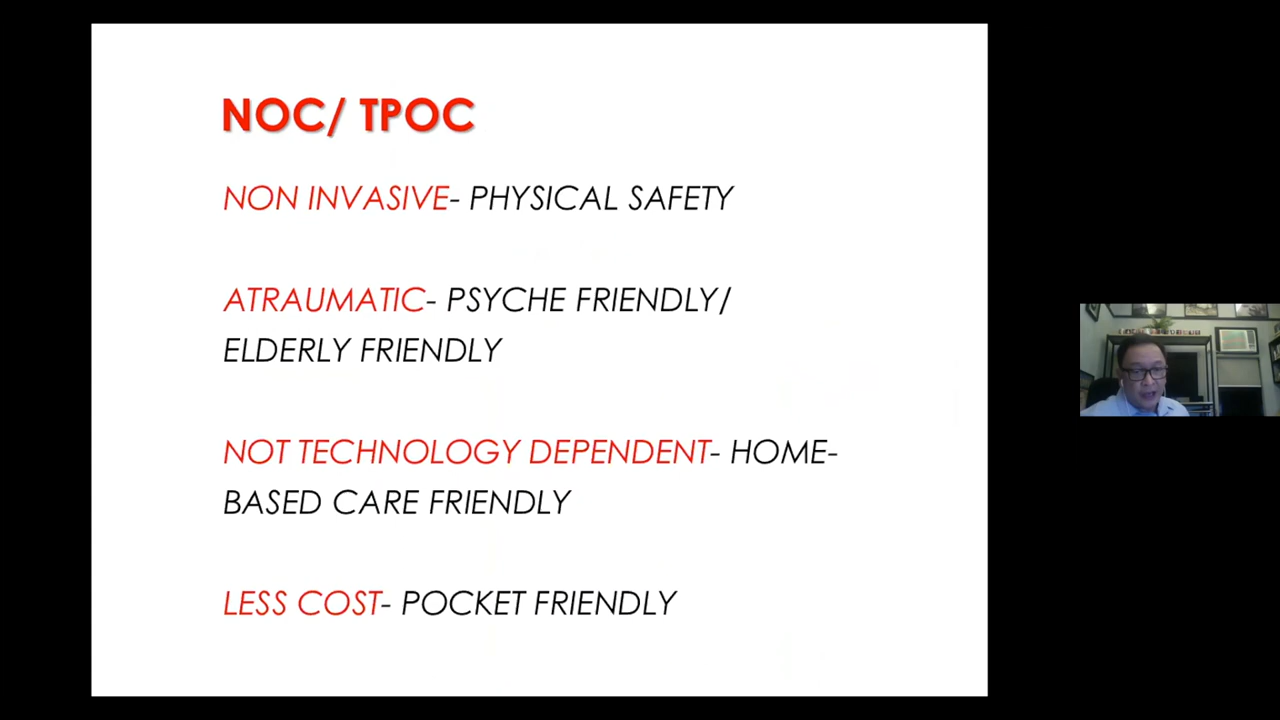 NOC/ TPOC
NON INVASIVE- PHYSICAL SAFETY
ATRAUMATIC- PSYCHE FRIENDLY/
ELDERLY FRIENDLY
NOT TECHNOLOGY DEPENDENT- HOME-
BASED CARE FRIENDLY
LESS COST- POCKET FRIENDLY